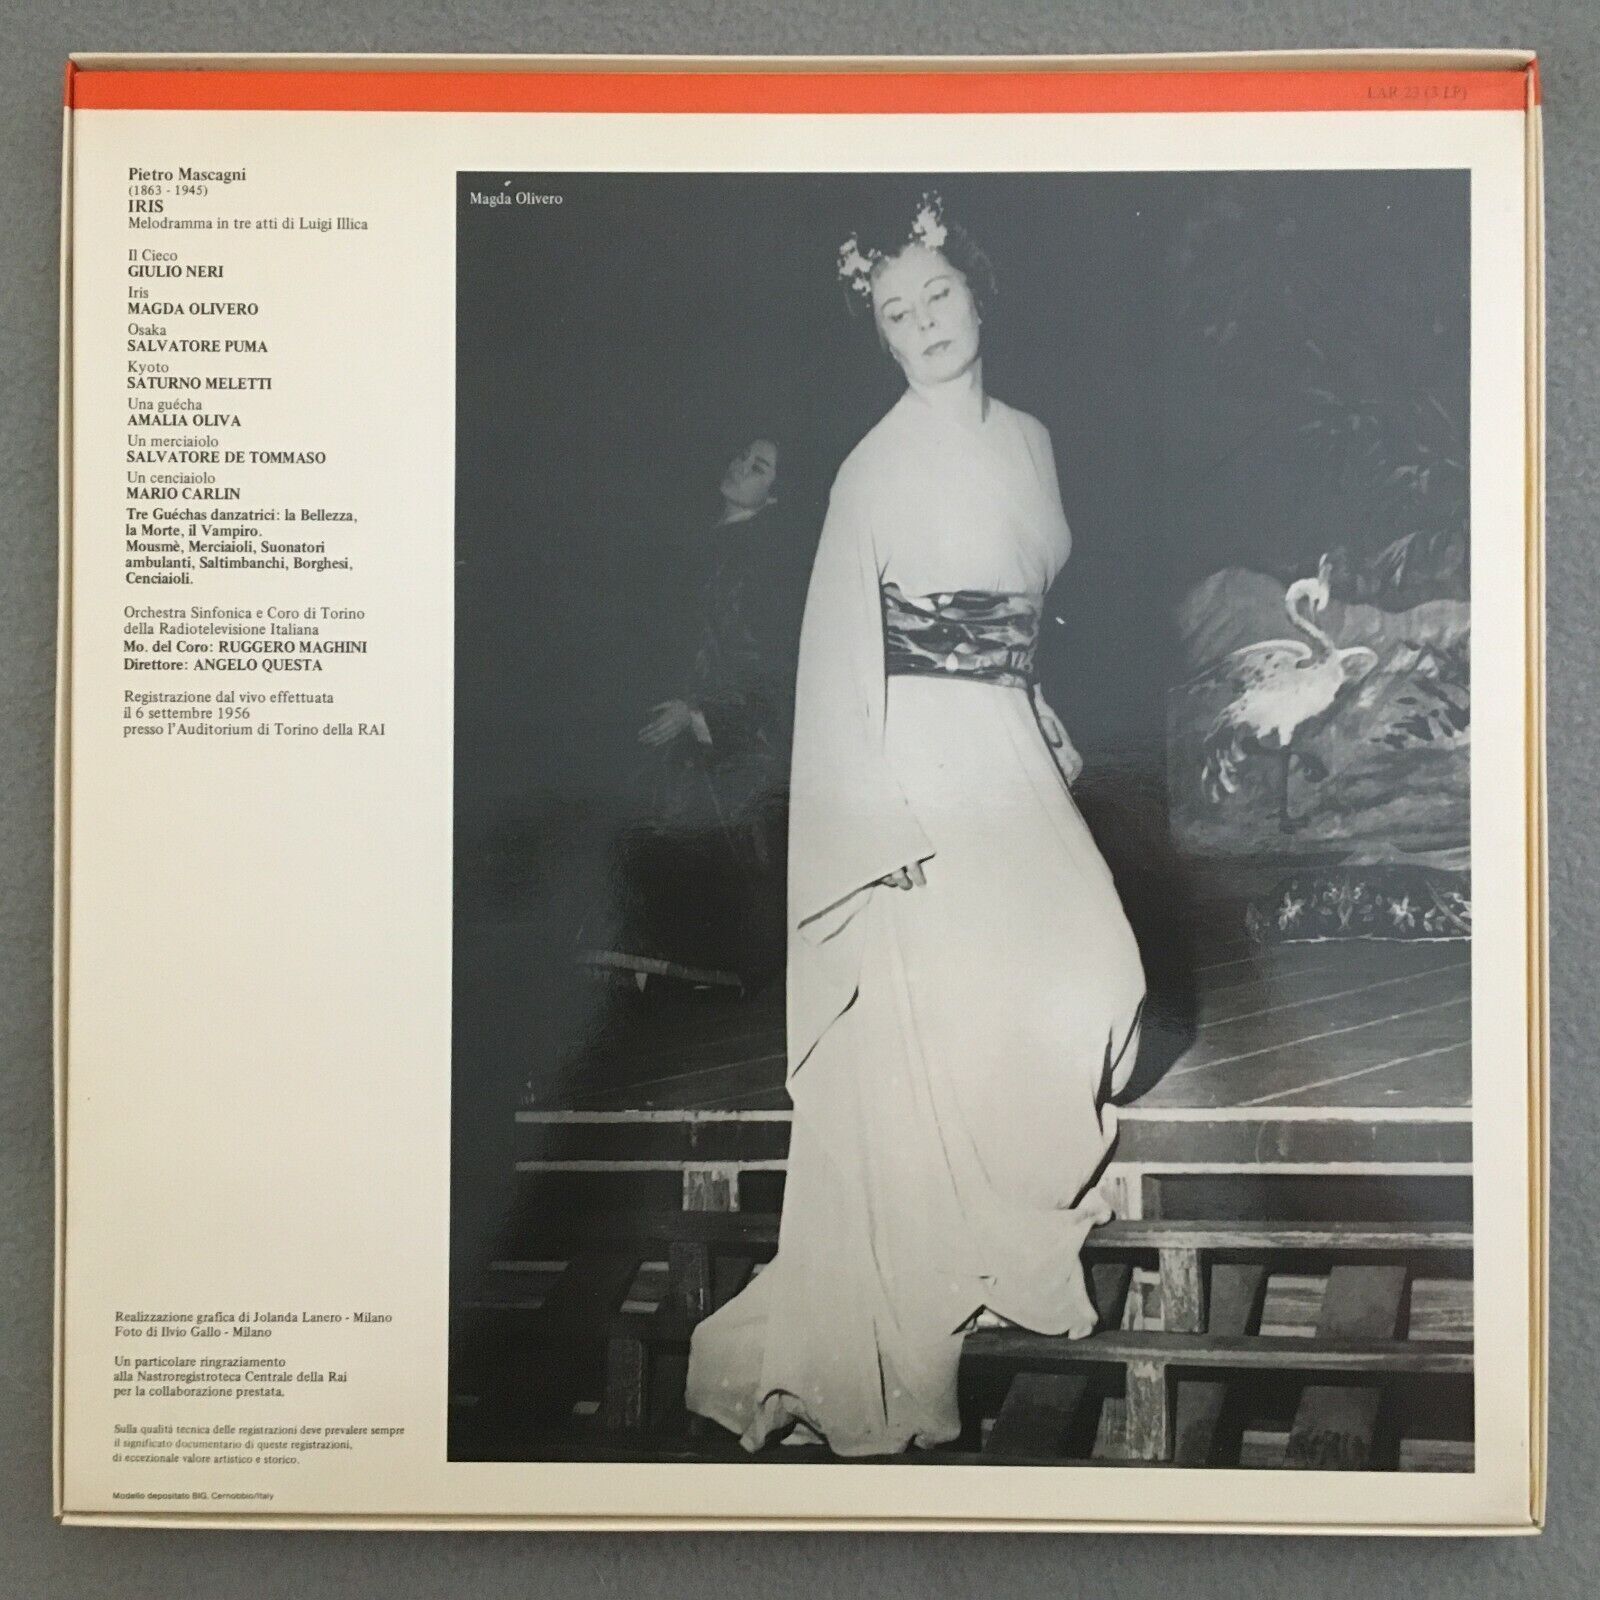 LAR 23 (3 LP)
Pietro Mascagni
(1863 - 1945)
IRIS
Melodramma in tre atti di Luigi Illica
Il Cieco
GIULIO NERI
Iris
MAGDA OLIVERO
Osaka
SALVATORE PUMA
Kyoto
SATURNO MELETTI
Una guécha
AMALIA OLIVA
Un merciaiolo
SALVATORE DE TOMMASO
Un cenciaiolo
MARIO CARLIN
Tre Guéchas danzatrici: la Bellezza,
la Morte, il Vampiro.
Mousmè, Merciaioli, Suonatori
ambulanti, Saltimbanchi, Borghesi,
Cenciaioli.
Orchestra Sinfonica e Coro di Torino
della Radiotelevisione Italiana
Mo. del Coro: RUGGERO MAGHINI
Direttore: ANGELO QUESTA
Registrazione dal vivo effettuata
il 6 settembre 1956
presso l'Auditorium di Torino della RAI
Realizzazione grafica di Jolanda Lanero - Milano
Foto di Ilvio Gallo - Milano
Un particolare ringraziamento
alla Nastroregistroteca Centrale della Rai
per la collaborazione prestata.
Sulla qualità tecnica delle registrazioni deve prevalere sempre
il significato documentario di queste registrazioni,
di eccezionale valore artistico e storico.
Modello depositato BIG, Cernobbio/Italy
Magda Olivero